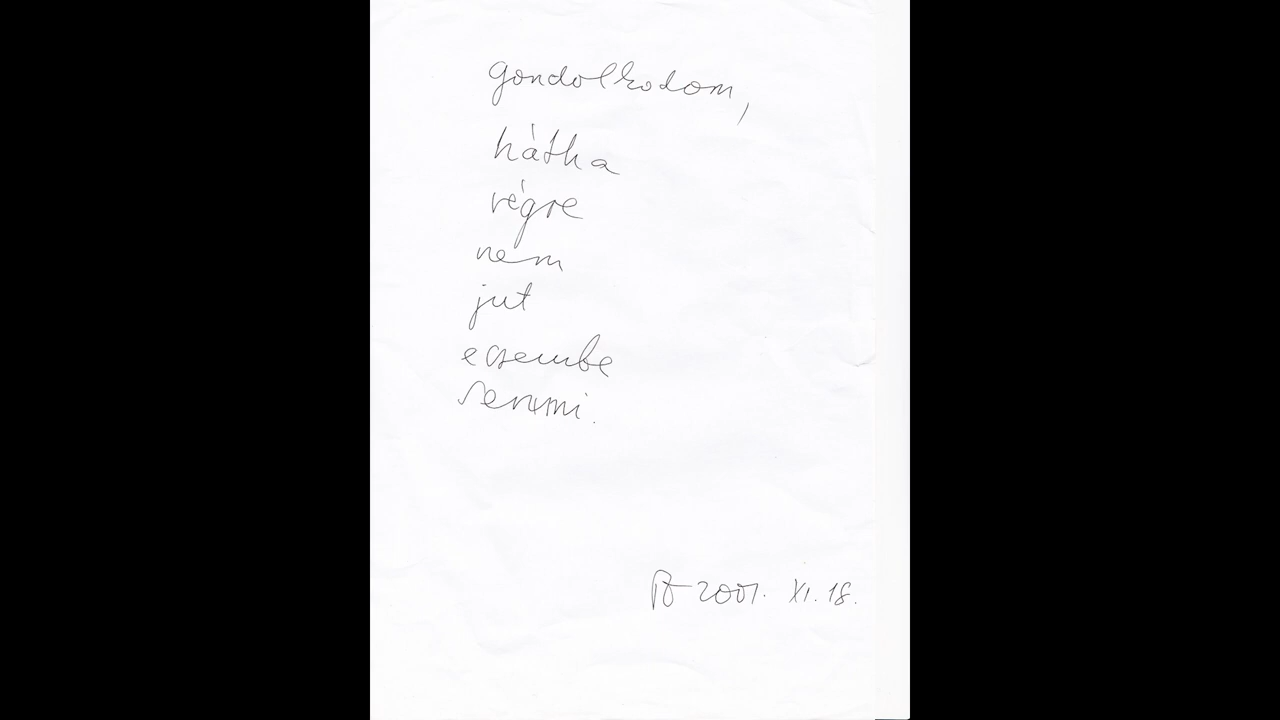 gondolkodom,
hátha
végre
nem
jut
eszembe
semmi.
2001. XI. 18.